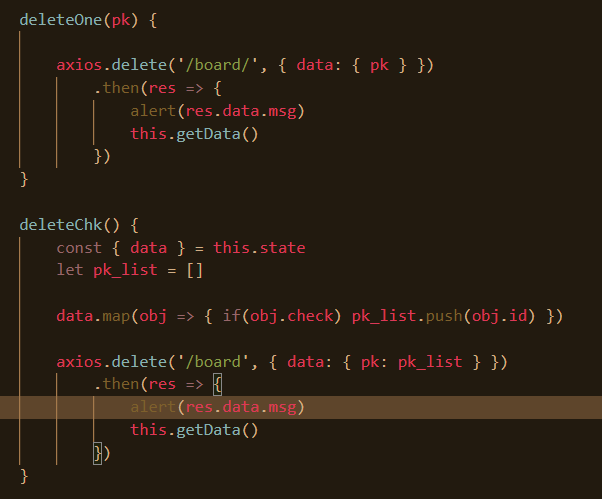 deleteOne(pk) {
axios.delete('/board/', { data: { pk } })
.then(res => {
alert(res.data.msg)
this.getData()
})
}
deleteChk() {
const { data } = this.state
let pk_list = []
data.map(obj => { if(obj.check) pk_list.push(obj.id) })
axios.delete('/board', { data: { pk: pk_list } })
.then(res => {
alert(res.data.msg)
this.getData()
})
}